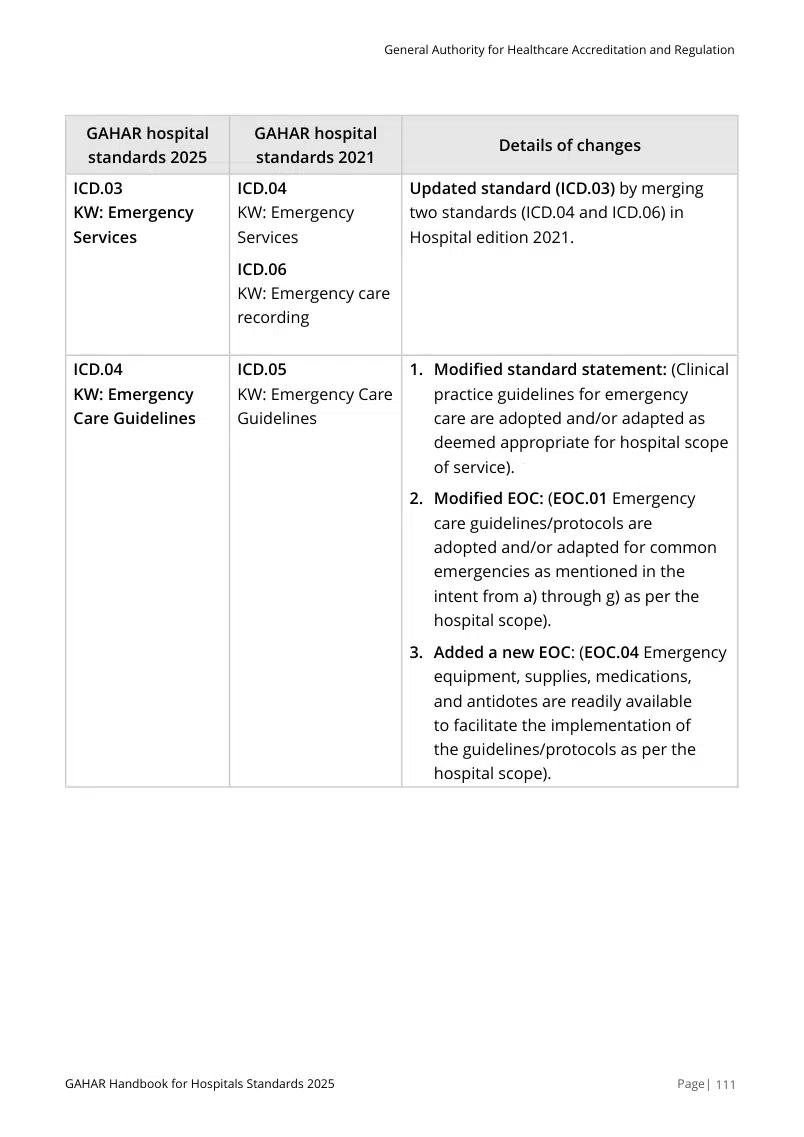 General Authority for Healthcare Accreditation and Regulation
GAHAR hospital
standards 2025
GAHAR hospital
standards 2021
Details of changes
ICD.03
KW: Emergency
Services
ICD.04
KW: Emergency
Services
ICD.06
KW: Emergency care
recording
Updated standard (ICD.03) by merging
two standards (ICD.04 and ICD.06) in
Hospital edition 2021.
ICD.04
KW: Emergency
Care Guidelines
ICD.05
KW: Emergency Care
Guidelines
1. Modified standard statement: (Clinical
practice guidelines for emergency
care are adopted and/or adapted as
deemed appropriate for hospital scope
of service).
2. Modified EOC: (EOC.01 Emergency
care guidelines/protocols are
adopted and/or adapted for common
emergencies as mentioned in the
intent from a) through g) as per the
hospital scope).
3. Added a new EOC: (EOC.04 Emergency
equipment, supplies, medications,
and antidotes are readily available
to facilitate the implementation of
the guidelines/protocols as per the
hospital scope).
GAHAR Handbook for Hospitals Standards 2025
Page| 111